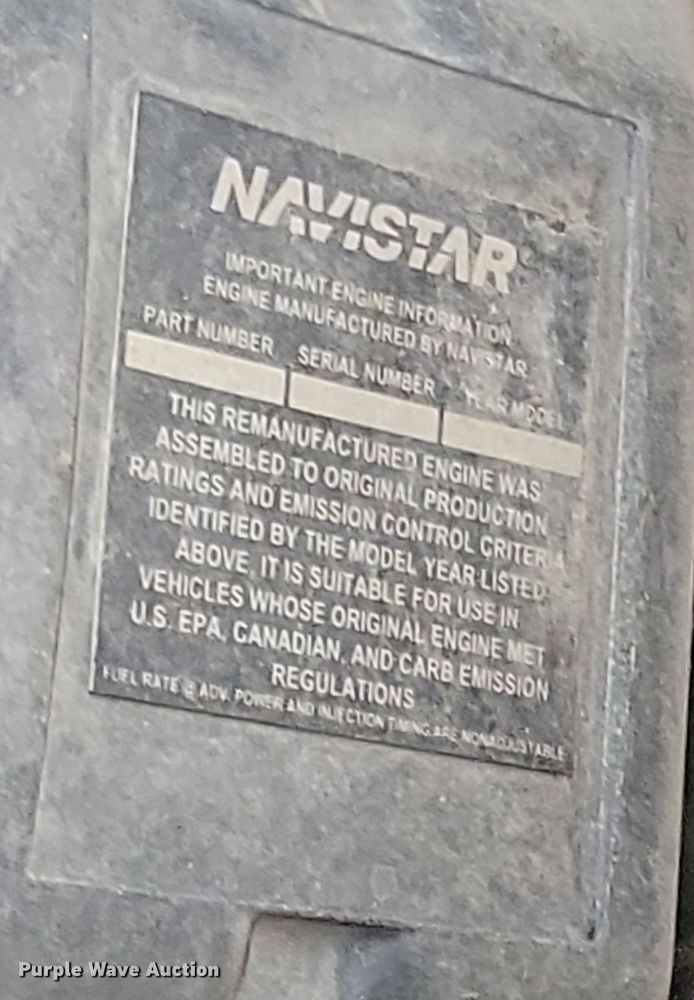 NAVISTAR
IMPORTANT ENGINE INFORMATION
ENGINE MANUFACTURED BY NAVISTAR
PART NUMBER SERIAL NUMBER YEAR MODEL
THIS REMANUFACTURED ENGINE WAS
ASSEMBLED TO ORIGINAL PRODUCTION
RATINGS AND EMISSION CONTROL CRITERIA
IDENTIFIED BY THE MODEL YEAR LISTED
ABOVE, IT IS SUITABLE FOR USE IN
VEHICLES WHOSE ORIGINAL ENGINE MET
U.S. EPA, CANADIAN, AND CARB EMISSION
REGULATIONS
FUEL RATE @ ADV. POWER AND INJECTION TIMING ARE NONADJUSTABLE
Purple Wave Auction